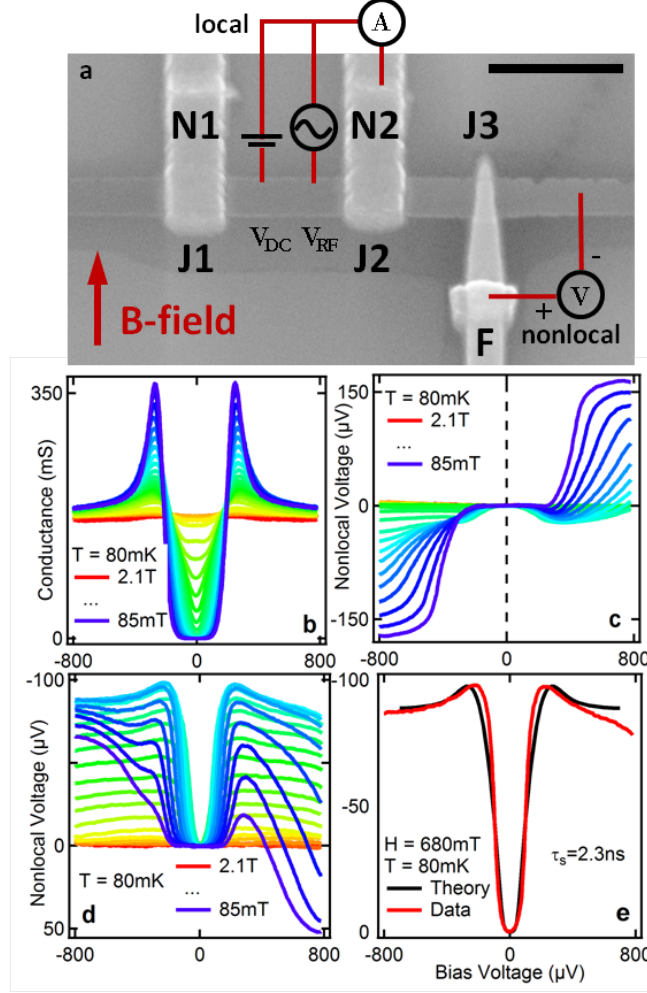 local
A
a
N1
N2
J3
J1
V_DC
V_RF
J2
B-field
F
+
-
V
nonlocal
Conductance (mS)
350
0
T = 80mK
2.1T
...
85mT
b
-800
0
800
Nonlocal Voltage (µV)
150
0
-150
T = 80mK
2.1T
...
85mT
c
-800
0
800
Nonlocal Voltage (µV)
-100
0
50
T = 80mK
2.1T
...
85mT
d
-800
0
800
-100
-50
0
H = 680mT
T = 80mK
Theory
Data
τs=2.3ns
e
-800
0
800
Bias Voltage (µV)